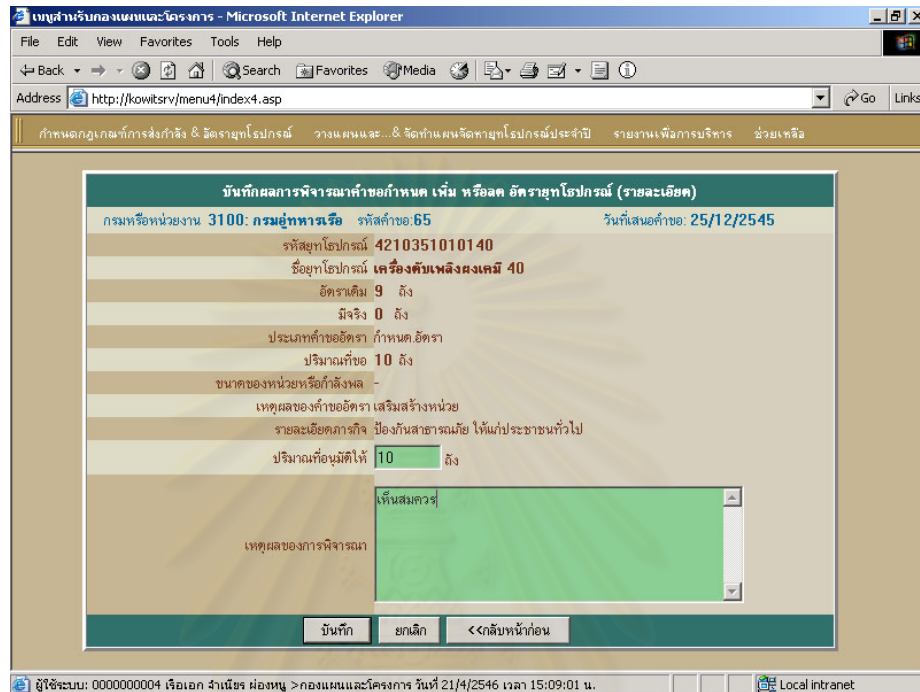 เมนูสำหรับกองแผนและโครงการ - Microsoft Internet Explorer
File Edit View Favorites Tools Help
Back Search Favorites Media
Address http://kowitsrv/menu4/index4.asp Go Links
กำหนดกฎเกณฑ์การส่งกำลัง & อัตรายุทโธปกรณ์ วางแผนและ...& จัดทำแผนจัดหายุทโธปกรณ์ประจำปี รายงานเพื่อการบริหาร ช่วยเหลือ
บันทึกผลการพิจารณาคำขอกำหนด เพิ่ม หรือลด อัตรายุทโธปกรณ์ (รายละเอียด)
กรมหรือหน่วยงาน 3100: กรมอู่ทหารเรือ รหัสคำขอ:65 วันที่เสนอคำขอ: 25/12/2545
รหัสยุทโธปกรณ์ 4210351010140
ชื่อยุทโธปกรณ์ เครื่องดับเพลิงผงเคมี 40
อัตราเดิม 9 ถัง
มีจริง 0 ถัง
ประเภทคำขออัตรา กำหนดอัตรา
ปริมาณที่ขอ 10 ถัง
ขนาดของหน่วยหรือกำลังพล -
เหตุผลของคำขออัตรา เสริมสร้างหน่วย
รายละเอียดภารกิจ ป้องกันสาธารณภัย ให้แก่ประชาชนทั่วไป
ปริมาณที่อนุมัติให้ 10 ถัง
เห็นสมควร
เหตุผลของการพิจารณา
บันทึก ยกเลิก <<กลับหน้าก่อน
ผู้ใช้ระบบ: 0000000004 เรือเอก จำเนียร ผ่องหนู >กองแผนและโครงการ วันที่ 21/4/2546 เวลา 15:09:01 น. Local intranet